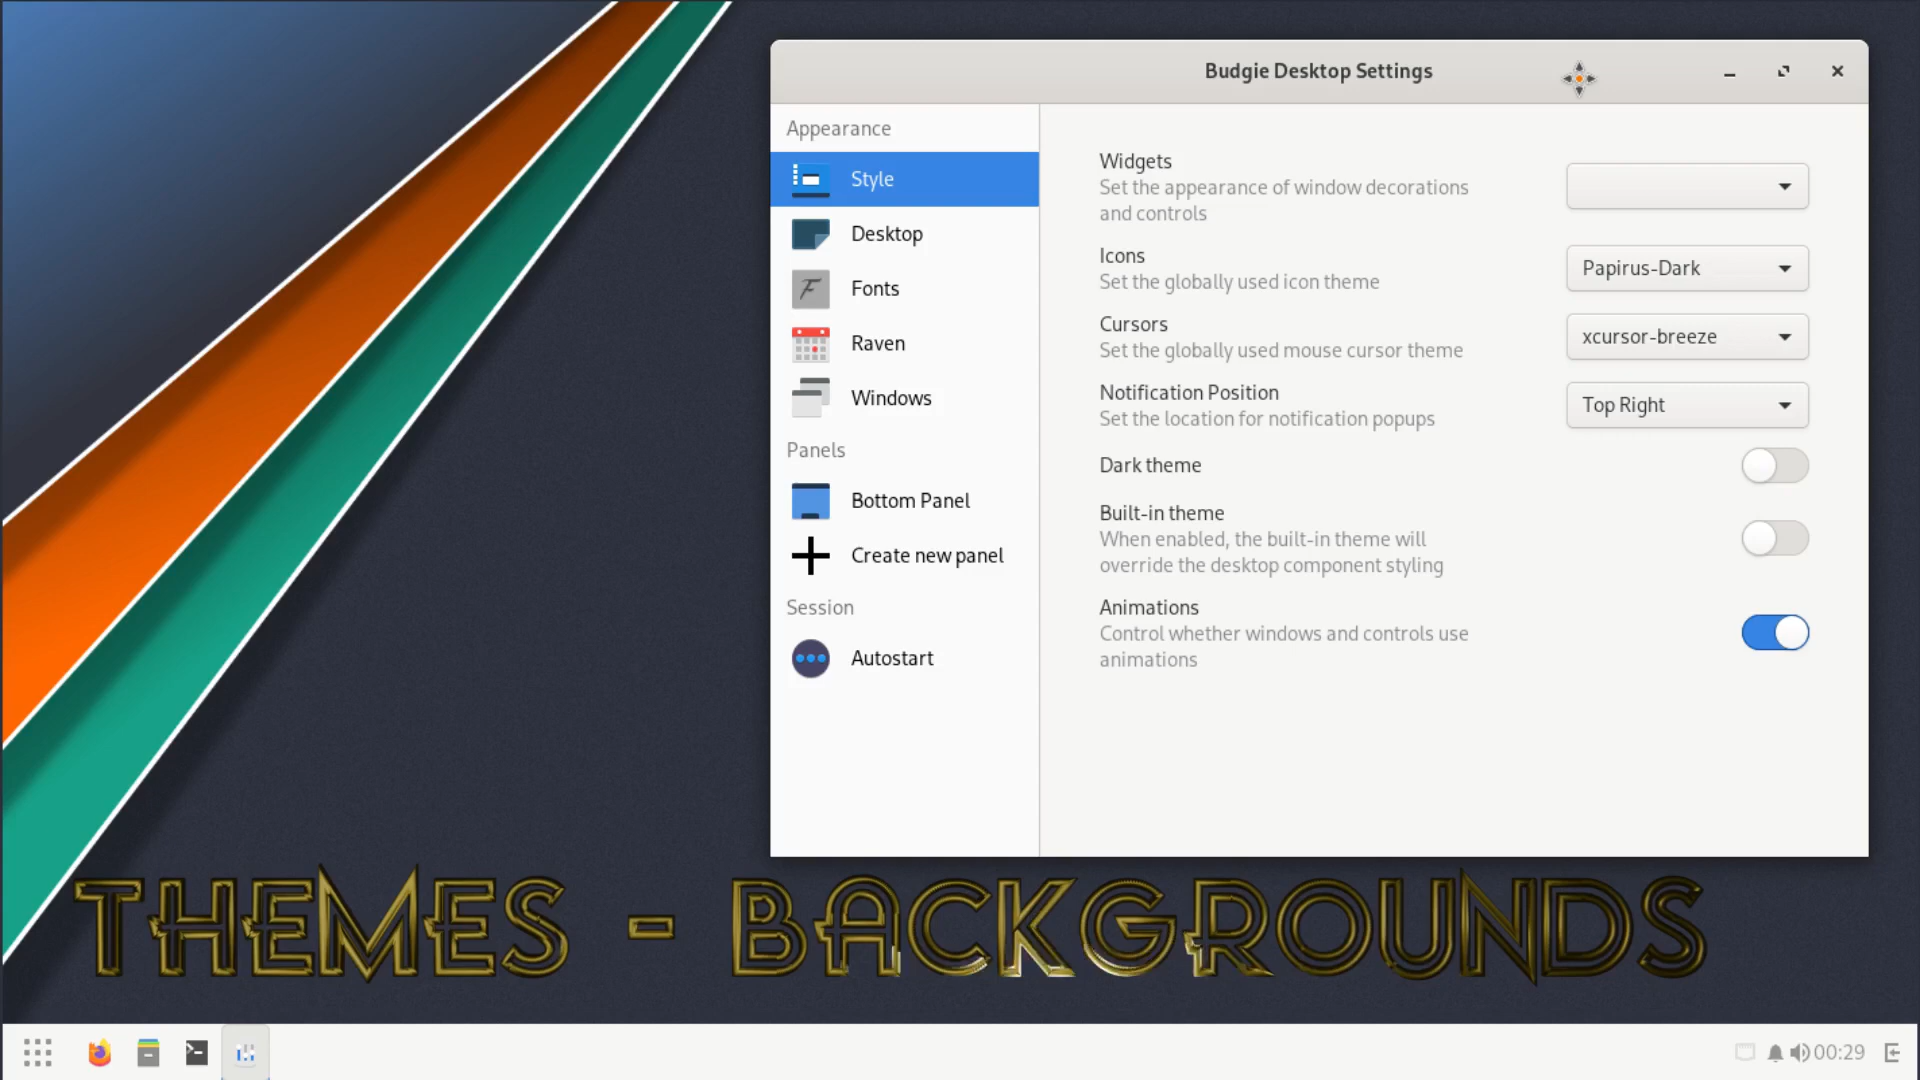 Budgie Desktop Settings
Appearance
Style
Desktop
Fonts
Raven
Windows
Panels
Bottom Panel
Create new panel
Session
Autostart
Widgets
Set the appearance of window decorations
and controls
Icons
Set the globally used icon theme
Papirus-Dark
Cursors
Set the globally used mouse cursor theme
xcursor-breeze
Notification Position
Set the location for notification popups
Top Right
Dark theme
Built-in theme
When enabled, the built-in theme will
override the desktop component styling
Animations
Control whether windows and controls use
animations
THEMES - BACKGROUNDS
00:29